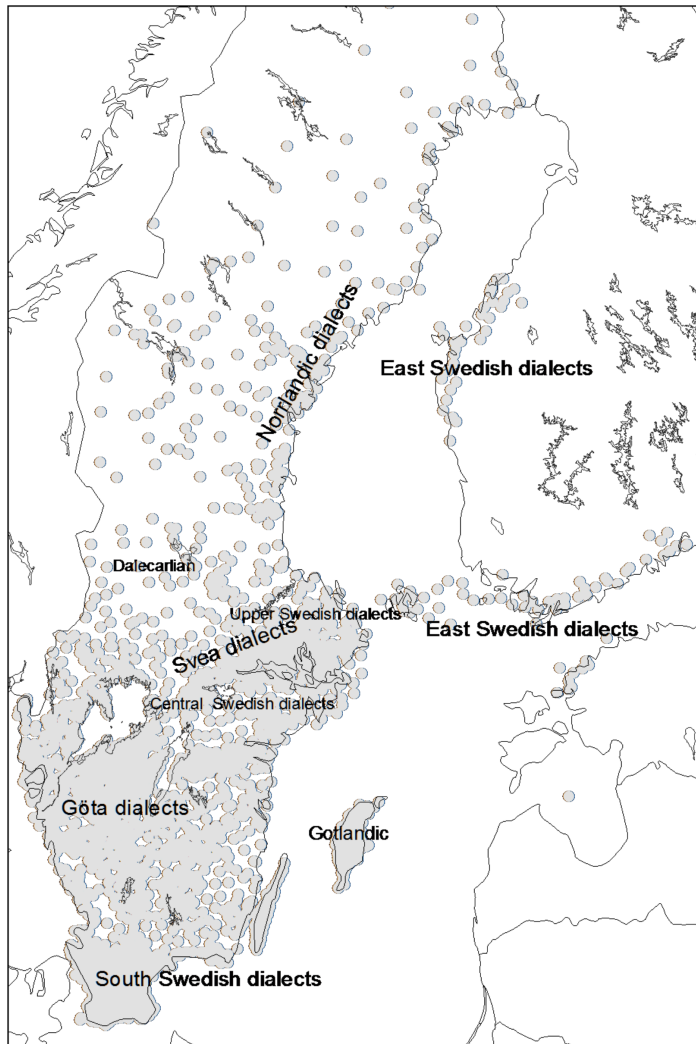 Norrlandic dialects
East Swedish dialects
Dalecarlian
Upper Swedish dialects
East Swedish dialects
Svea dialects
Central Swedish dialects
Göta dialects
Gotlandic
South Swedish dialects